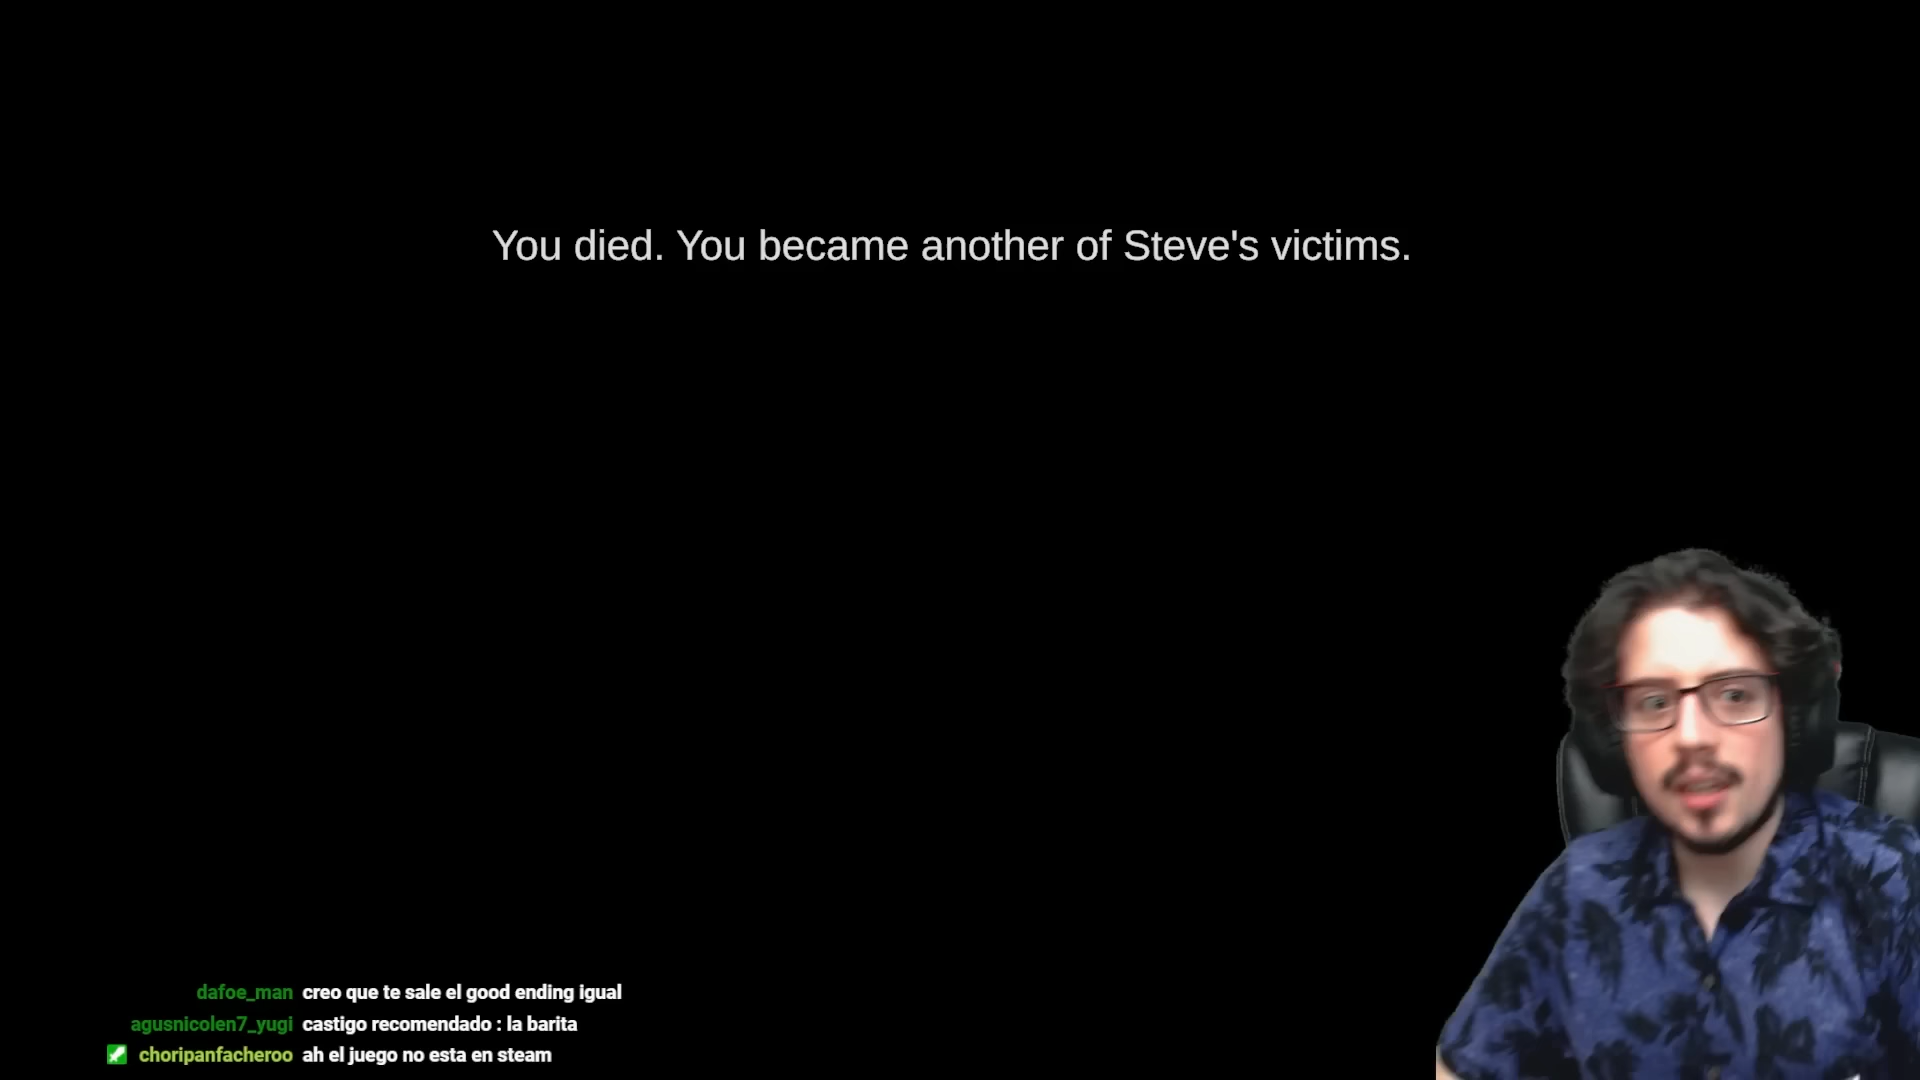 You died. You became another of Steve's victims.
dafoe_man creo que te sale el good ending igual
agusnicolen7_yugi castigo recomendado : la barita
choripanfacheroo ah el juego no esta en steam